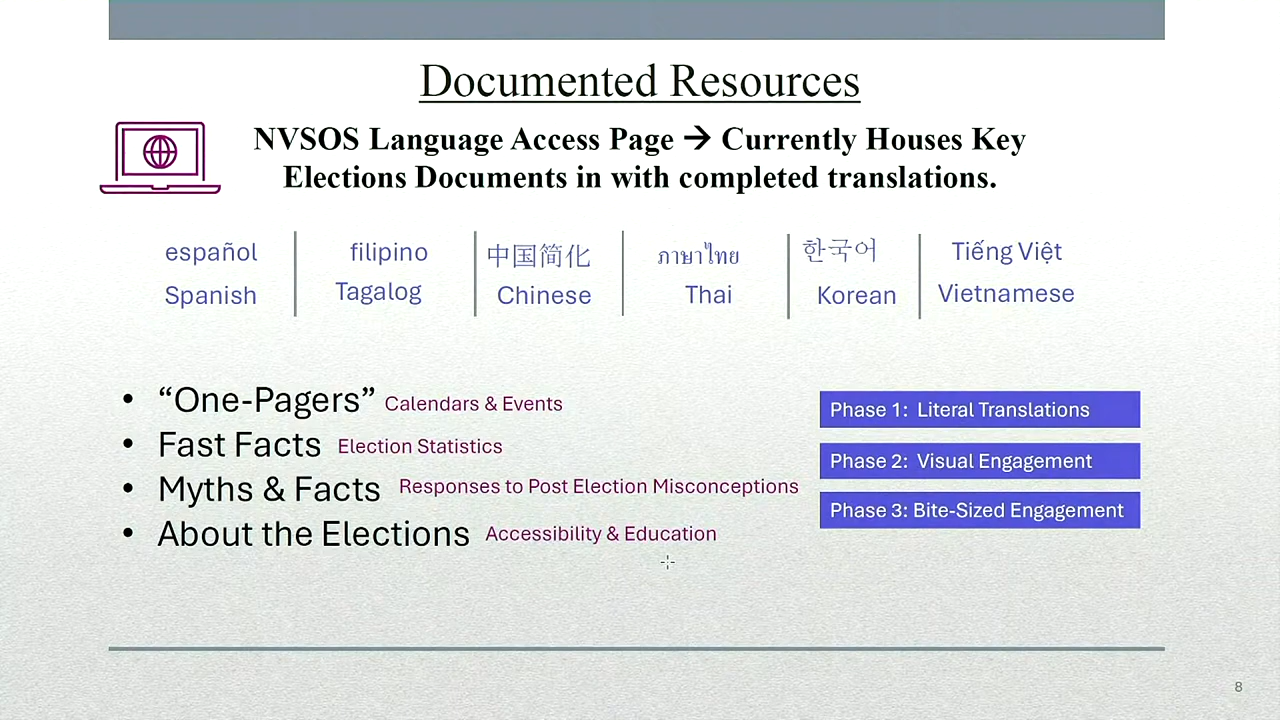 Documented Resources
NVSOS Language Access Page → Currently Houses Key
Elections Documents in with completed translations.
español
Spanish
filipino
Tagalog
中国简化
Chinese
ภาษาไทย
Thai
한국어
Korean
Tiếng Việt
Vietnamese
• “One-Pagers” Calendars & Events
• Fast Facts Election Statistics
• Myths & Facts Responses to Post Election Misconceptions
• About the Elections Accessibility & Education
Phase 1: Literal Translations
Phase 2: Visual Engagement
Phase 3: Bite-Sized Engagement
8